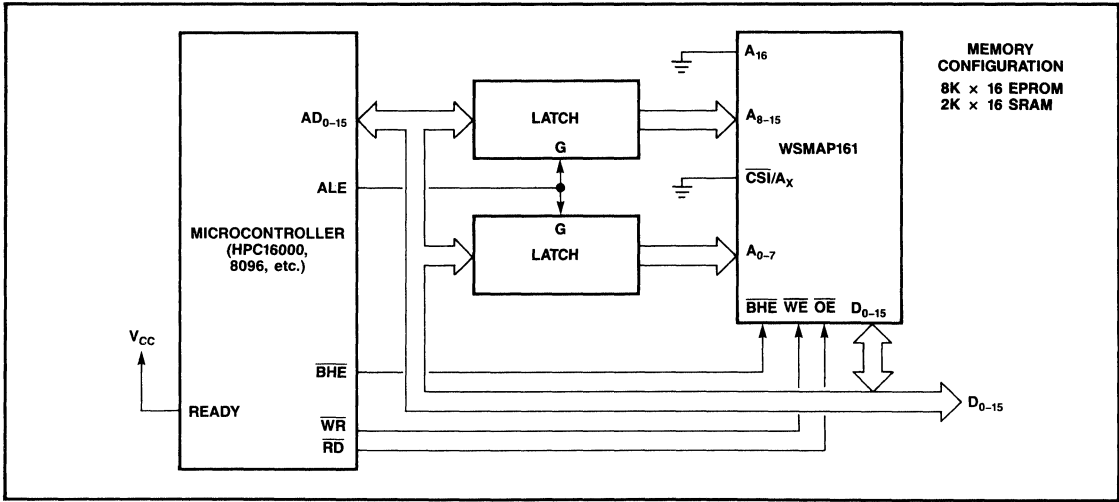 MEMORY
CONFIGURATION
8K × 16 EPROM
2K × 16 SRAM
A16
AD0–15
LATCH
G
A8–15
WSMAP161
ALE
CSI/AX
MICROCONTROLLER
(HPC16000,
8096, etc.)
G
LATCH
A0–7
BHE WE OE D0–15
VCC
BHE
READY
D0–15
WR
RD